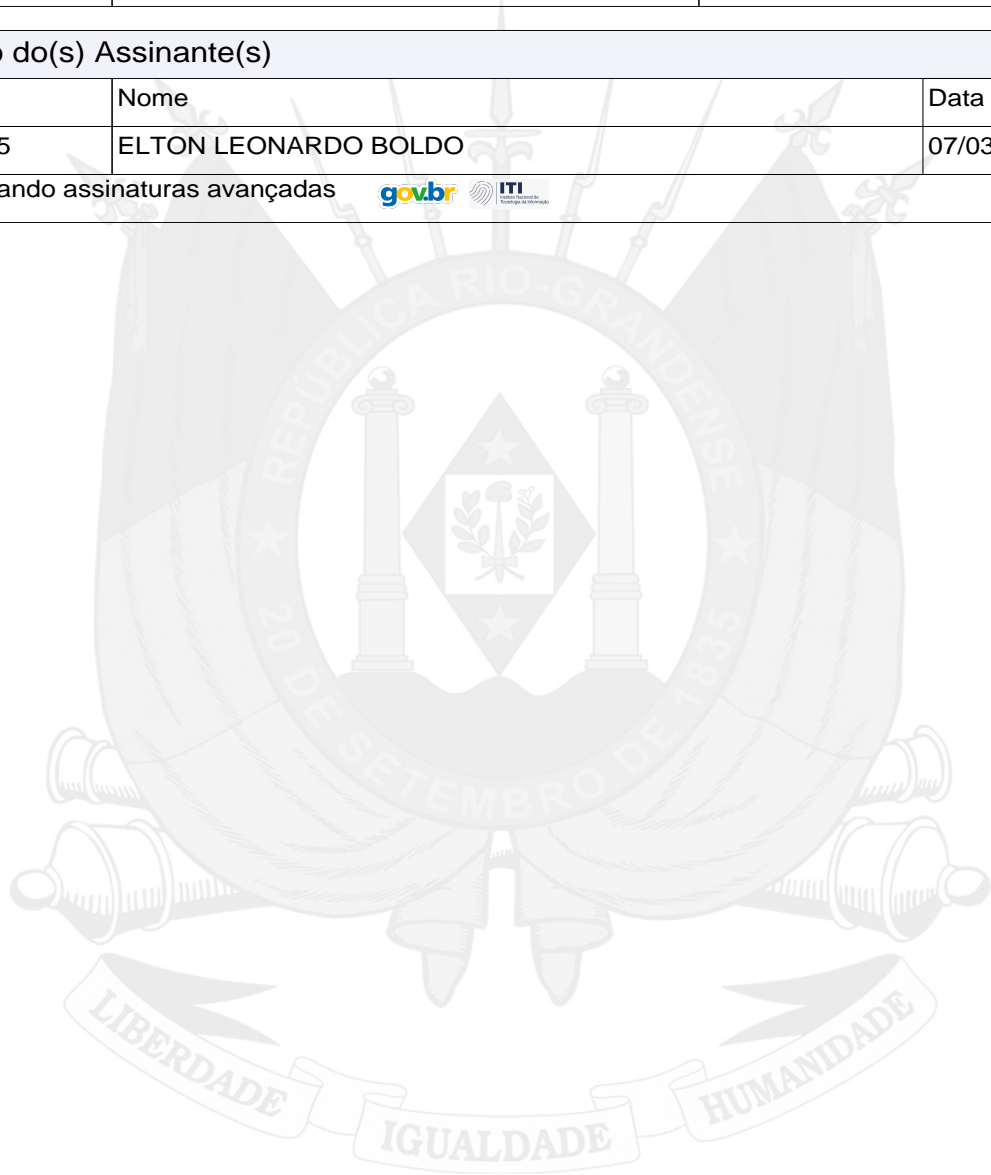 o do(s) Assinante(s)
Nome
Data
5
ELTON LEONARDO BOLDO
07/03
ando assinaturas avançadas
gov.br
ITI
REPÚBLICA RIO-GRANDENSE
20 DE SETEMBRO DE 1835
LIBERDADE
IGUALDADE
HUMANIDADE